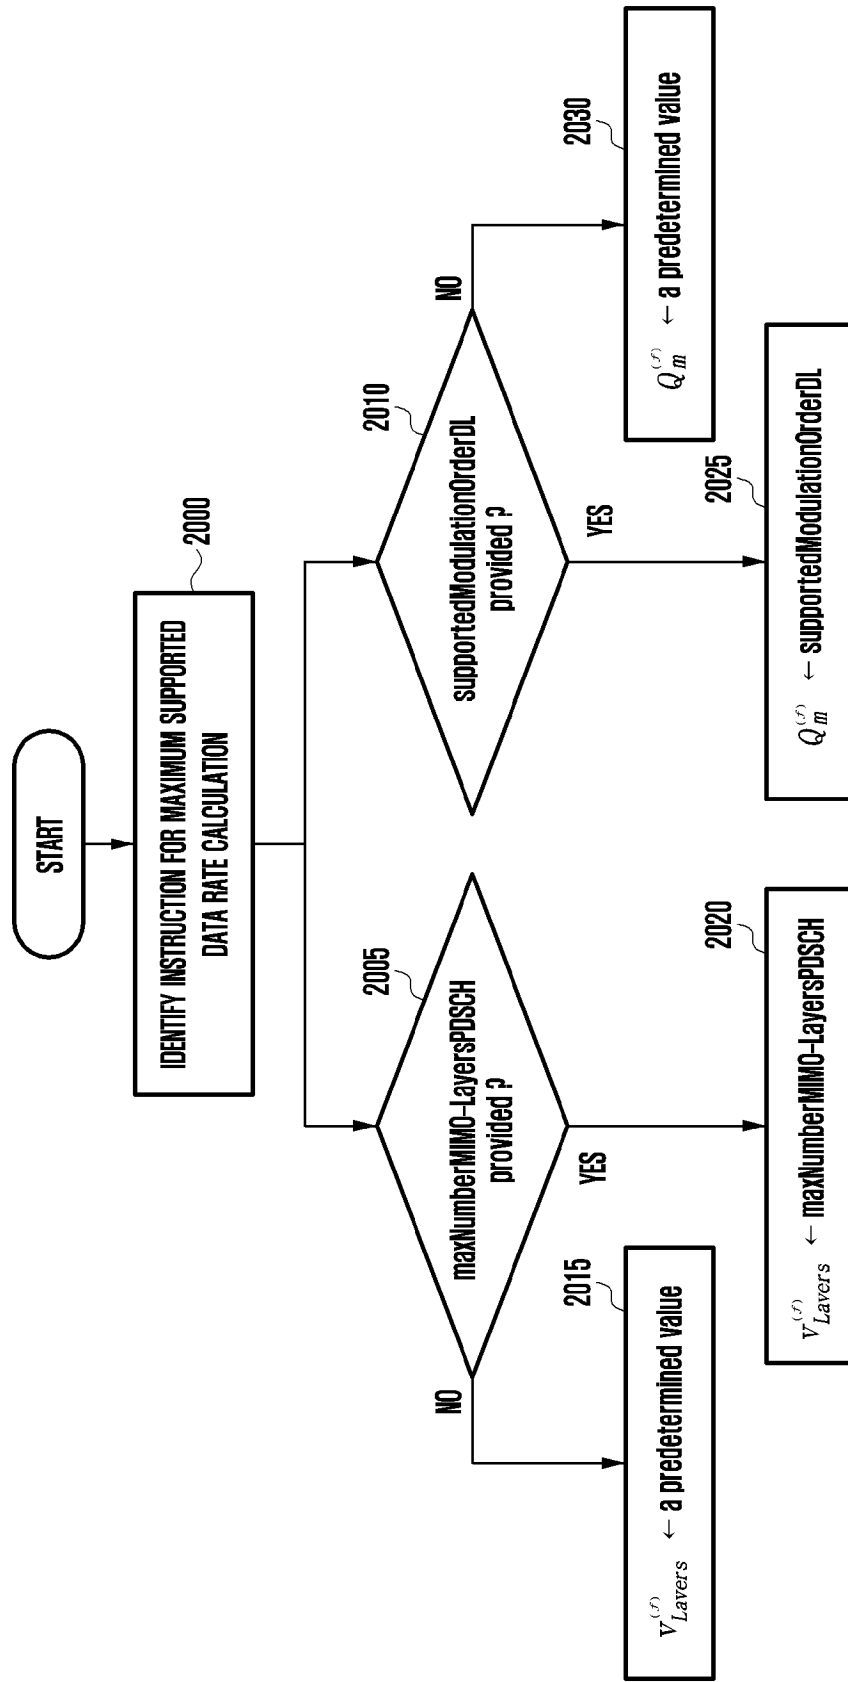 START
2000
IDENTIFY INSTRUCTION FOR MAXIMUM SUPPORTED
DATA RATE CALCULATION
2005
maxNumberMIMO-LayersPDSCH
provided ?
NO
YES
2010
supportedModulationOrderDL
provided ?
NO
YES
2015
V_{Layers}^{(f)} ← a predetermined value
2030
Q_m^{(f)} ← a predetermined value
2020
V_{Layers}^{(f)} ← maxNumberMIMO-LayersPDSCH
2025
Q_m^{(f)} ← supportedModulationOrderDL